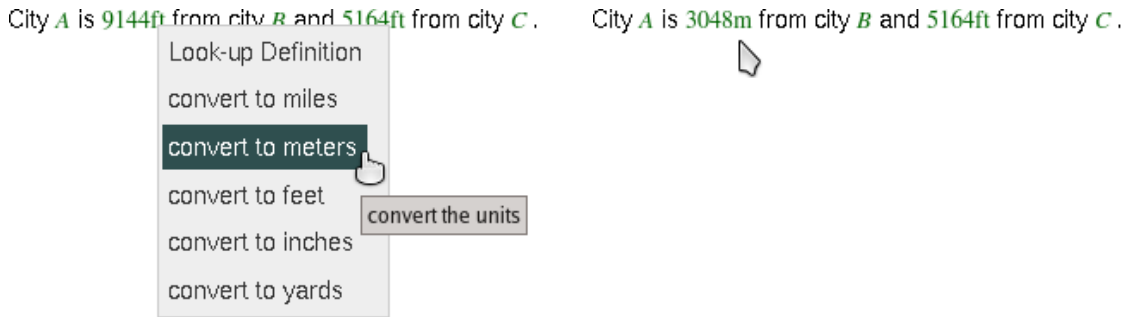 City A is 9144ft from city B and 5164ft from city C .
City A is 3048m from city B and 5164ft from city C .
Look-up Definition
convert to miles
convert to meters
convert to feet
convert the units
convert to inches
convert to yards